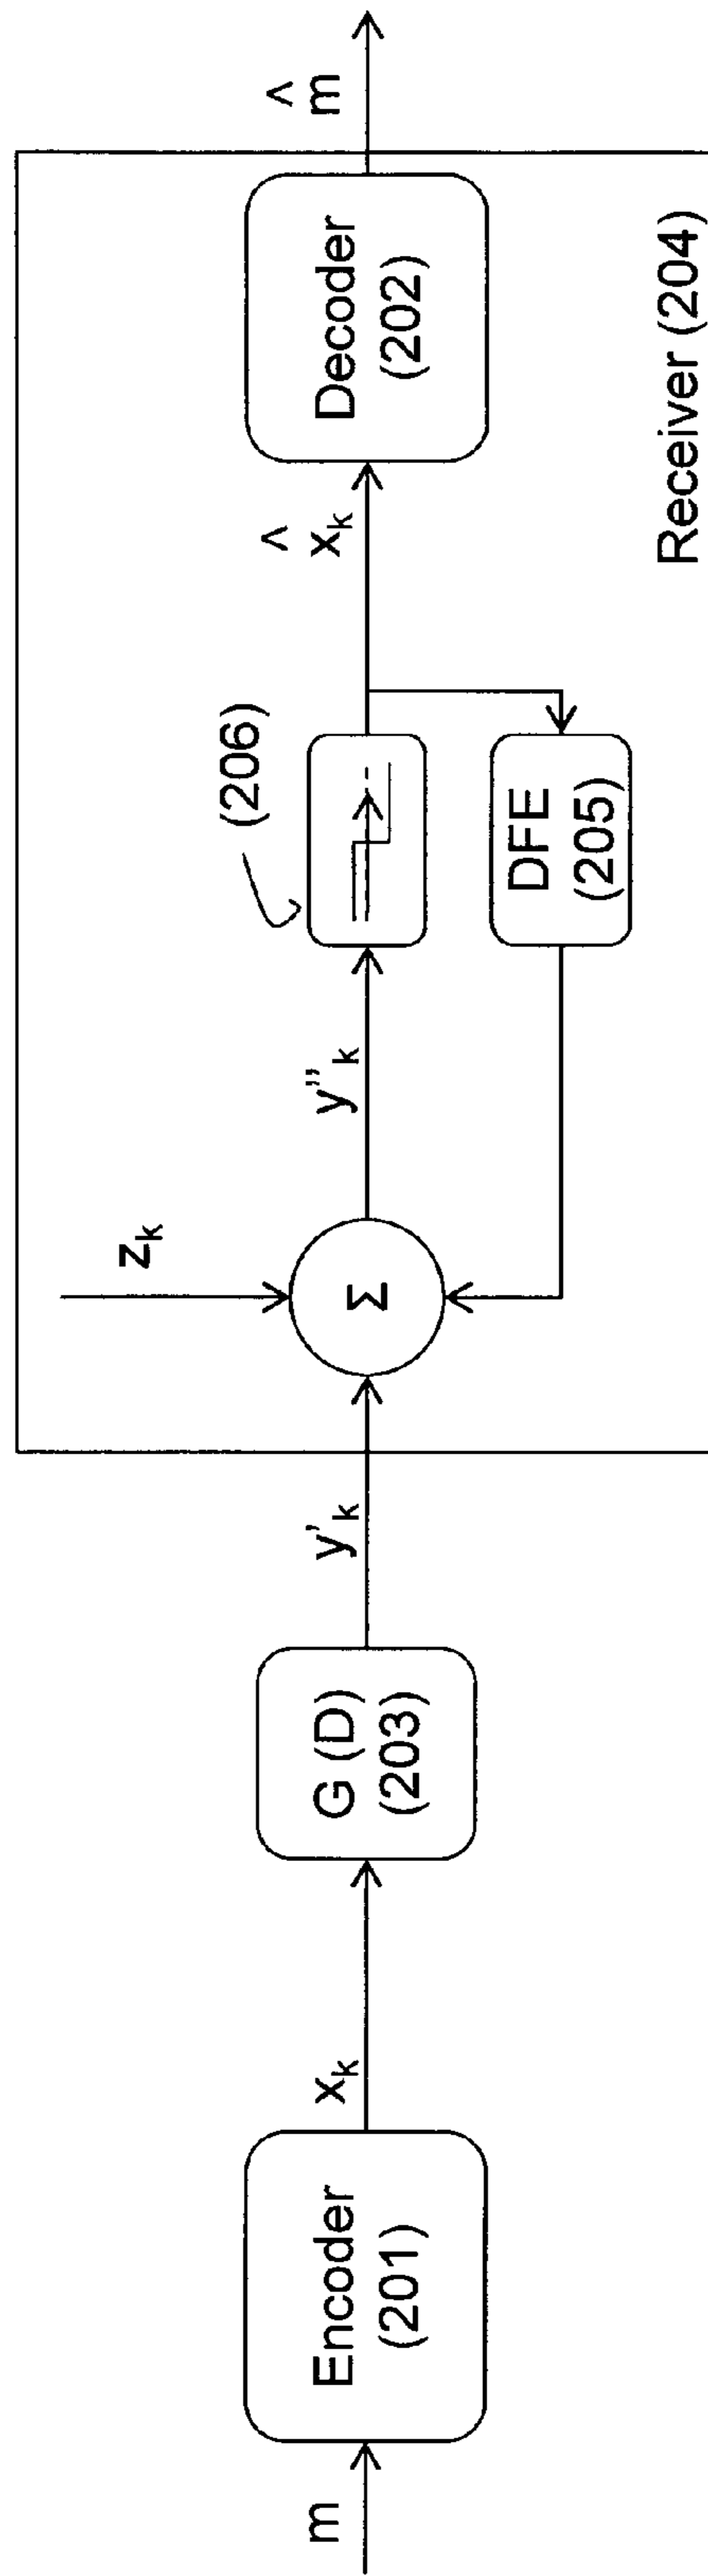 m
Encoder
(201)
x_k
G (D)
(203)
y'_k
z_k
Σ
y''_k
(206)
DFE
(205)
^
x_k
Decoder
(202)
^
m
Receiver (204)